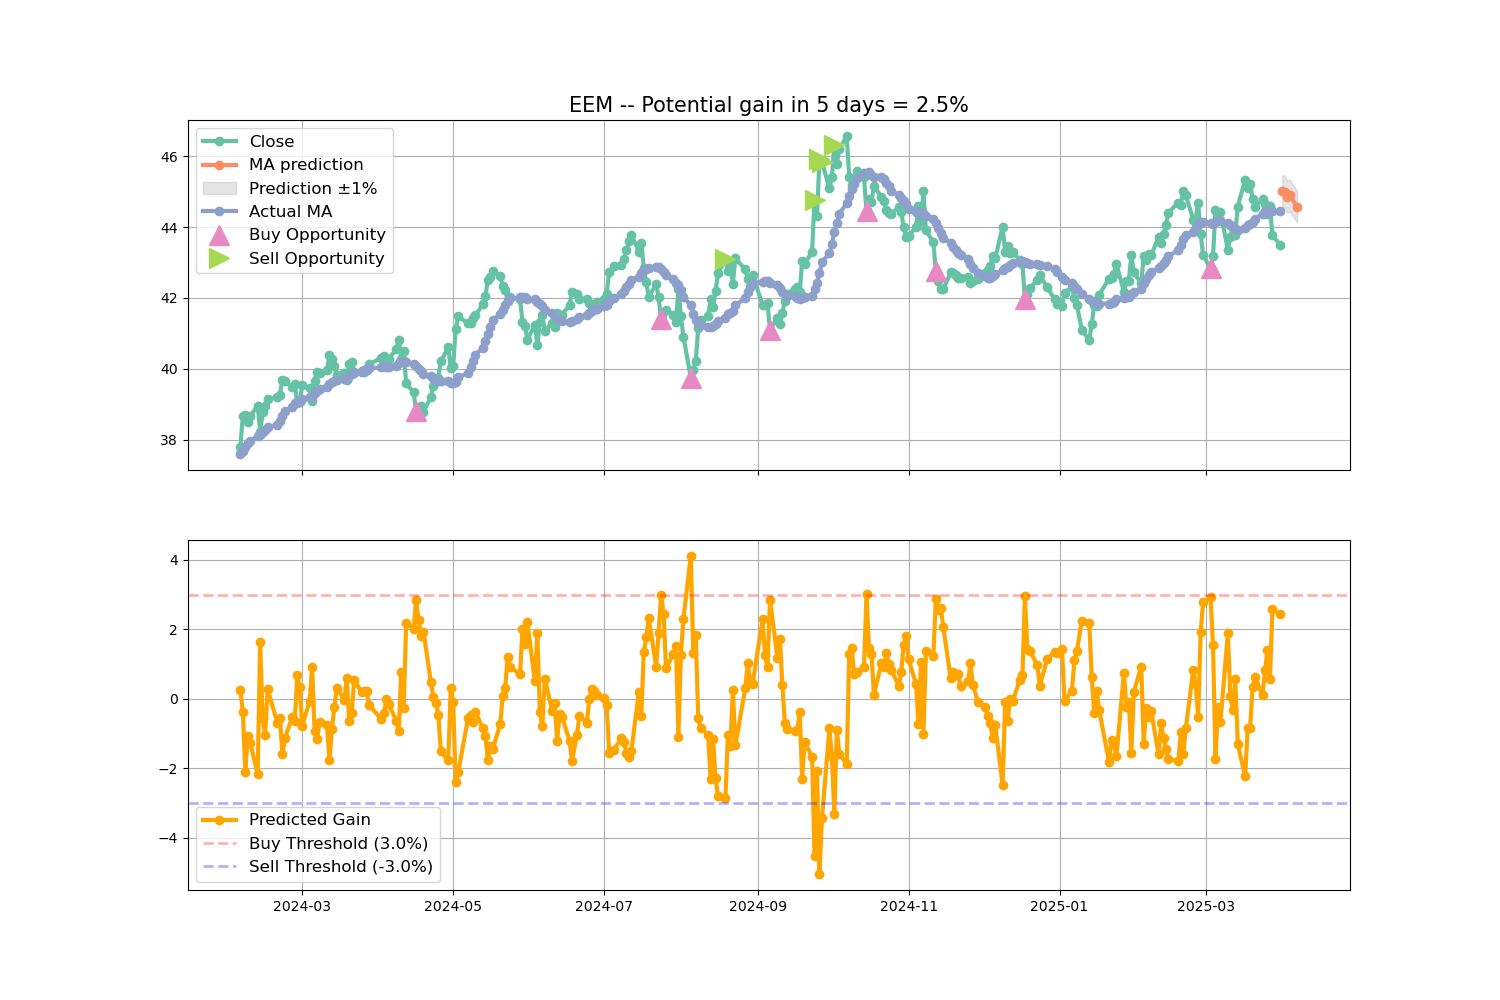 EEM -- Potential gain in 5 days = 2.5%
Close
MA prediction
Prediction ±1%
Actual MA
Buy Opportunity
Sell Opportunity
46
44
42
40
38
4
2
0
−2
−4
Predicted Gain
Buy Threshold (3.0%)
Sell Threshold (-3.0%)
2024-03 2024-05 2024-07 2024-09 2024-11 2025-01 2025-03